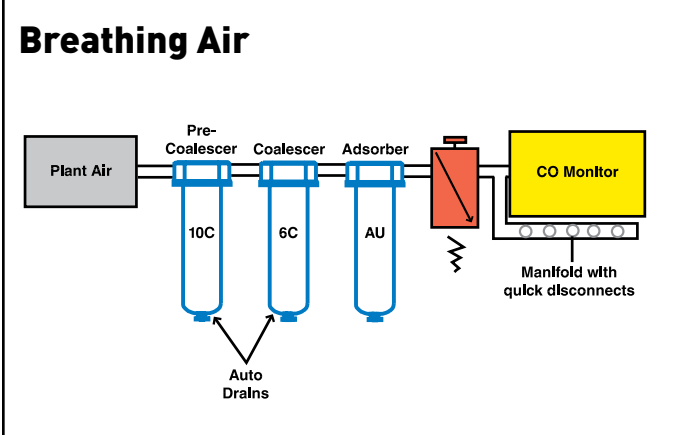 Breathing Air
Pre-
Coalescer
Coalescer
Adsorber
Plant Air
CO Monitor
10C
6C
AU
Manifold with
quick disconnects
Auto
Drains